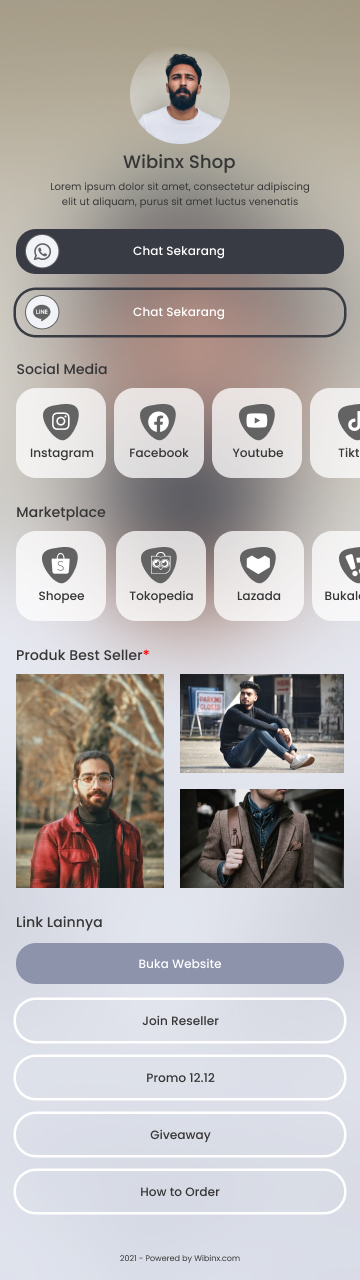 Wibinx Shop
Lorem ipsum dolor sit amet, consectetur adipiscing
elit ut aliquam, purus sit amet luctus venenatis
Chat Sekarang
LINE
Chat Sekarang
Social Media
Instagram
Facebook
Youtube
Tikt
Marketplace
Shopee
Tokopedia
Lazada
Bukal
Produk Best Seller*
PARKING
CLOSED
Link Lainnya
Buka Website
Join Reseller
Promo 12.12
Giveaway
How to Order
2021 - Powered by Wibinx.com